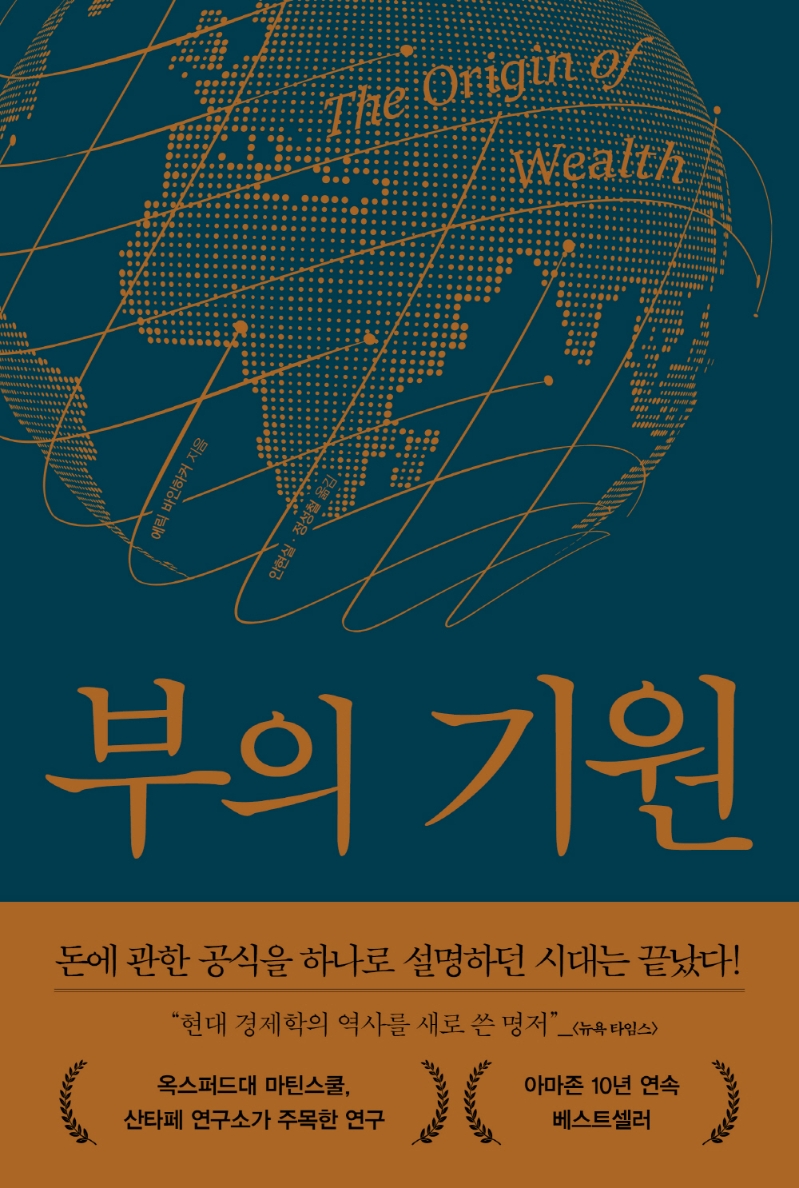 The Origin of
Wealth
에릭 바인하커 지음
안현실 · 정성철 옮김
부의 기원
돈에 관한 공식을 하나로 설명하던 시대는 끝났다!
“현대 경제학의 역사를 새로 쓴 명저”_〈뉴욕 타임스〉
옥스퍼드대 마틴스쿨,
산타페 연구소가 주목한 연구
아마존 10년 연속
베스트셀러